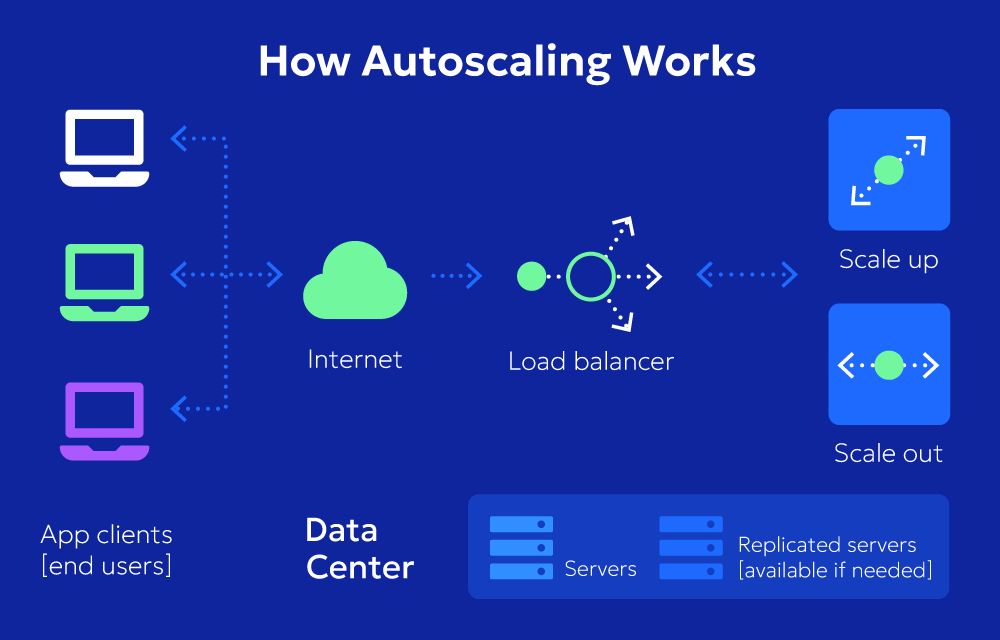 How Autoscaling Works
Scale up
Internet
Load balancer
Scale out
App clients
[end users]
Data
Center
Servers
Replicated servers
[available if needed]